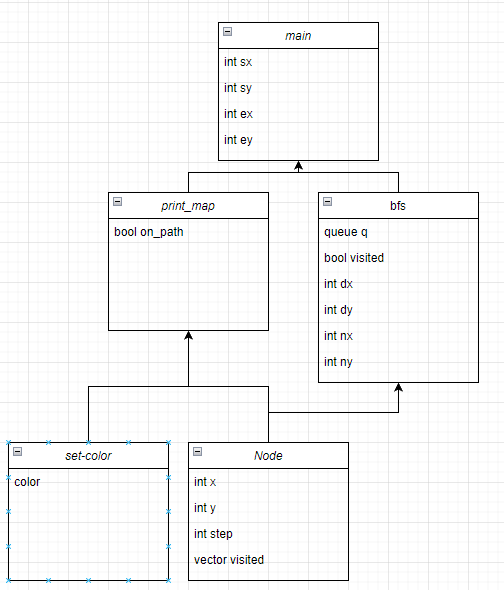 main
int sx
int sy
int ex
int ey
print_map
bool on_path
bfs
queue q
bool visited
int dx
int dy
int nx
int ny
set-color
color
Node
int x
int y
int step
vector visited